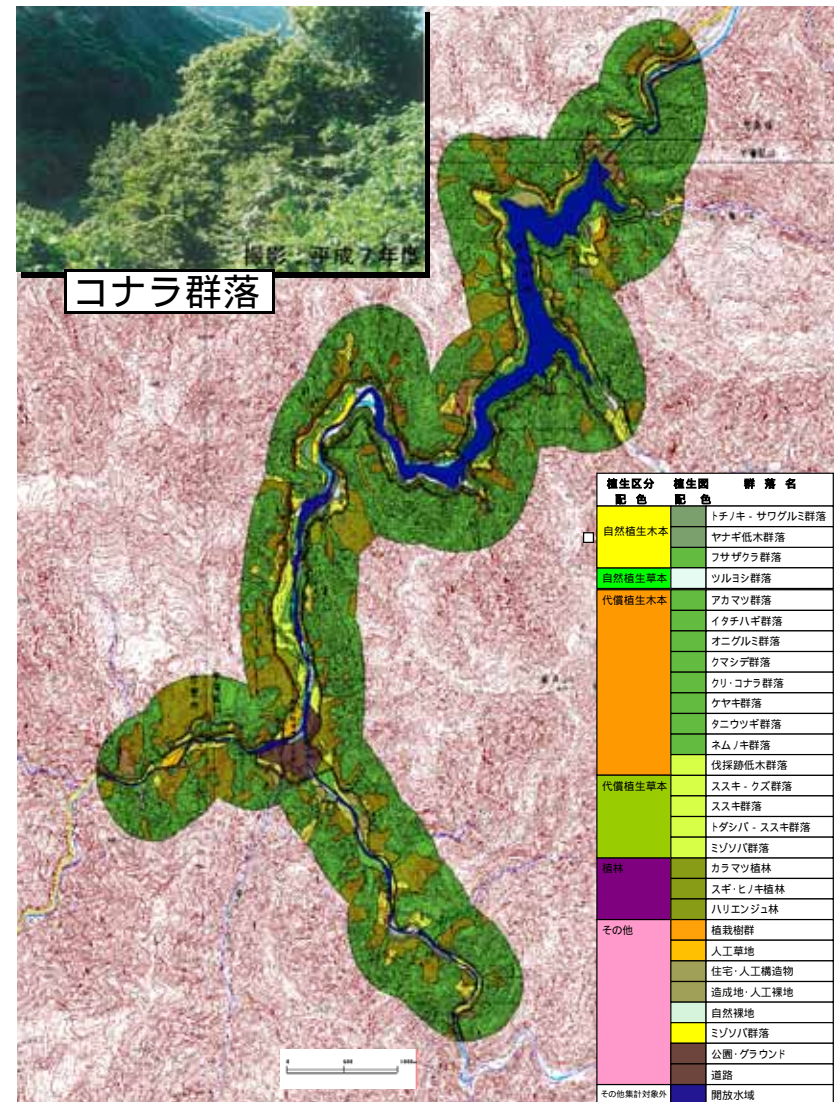 撮影：平成7年度
コナラ群落
植生区分 植生図 群落名
配色 配色
自然植生木本
トチノキ - サワグルミ群落
ヤナギ低木群落
フサザクラ群落
自然植生草本
ツルヨシ群落
代償植生木本
アカマツ群落
イタチハギ群落
オニグルミ群落
クマシデ群落
クリ・コナラ群落
ケヤキ群落
タニウツギ群落
ネムノキ群落
伐採跡低木群落
代償植生草本
ススキ - クズ群落
ススキ群落
トダシバ - ススキ群落
ミゾソバ群落
植林
カラマツ植林
スギ・ヒノキ植林
ハリエンジュ林
その他
植栽樹群
人工草地
住宅・人工構造物
造成地・人工裸地
自然裸地
ミゾソバ群落
公園・グラウンド
道路
その他集計対象外
開放水域